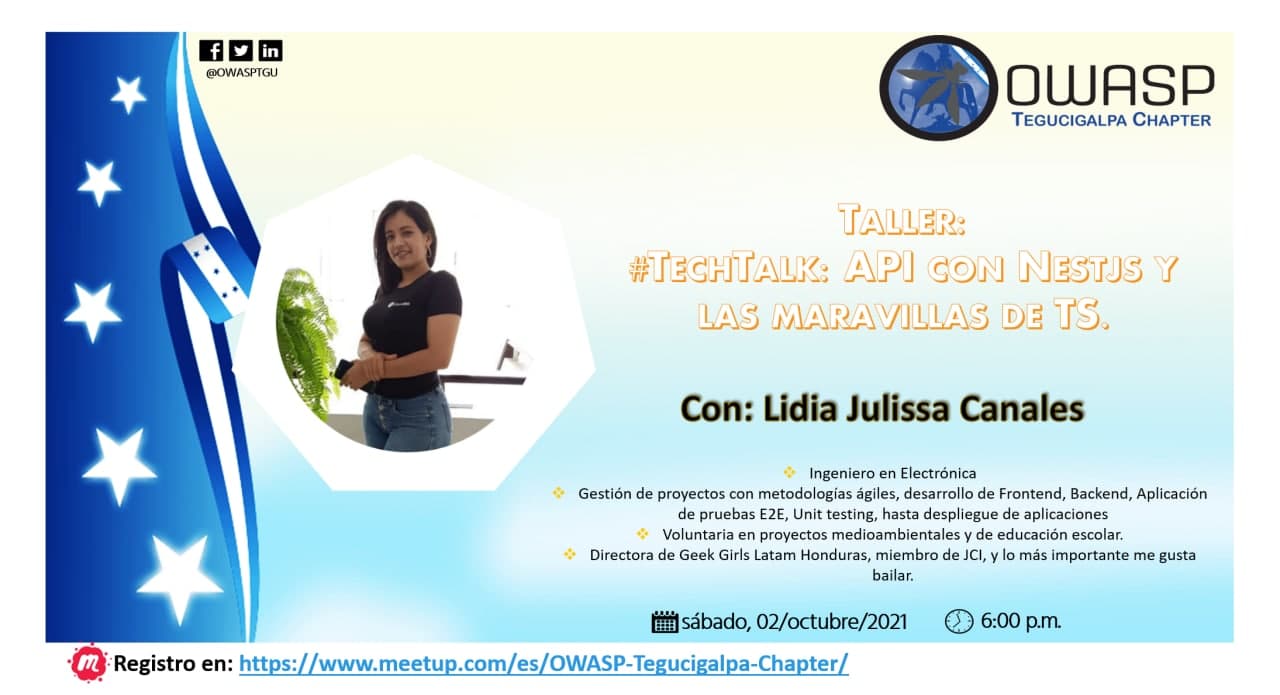 @OWASPTGU
OWASP
TEGUCIGALPA CHAPTER
TALLER:
#TECHTALK: API CON NESTJS Y
LAS MARAVILLAS DE TS.
Con: Lidia Julissa Canales
Ingeniero en Electrónica
Gestión de proyectos con metodologías ágiles, desarrollo de Frontend, Backend, Aplicación
de pruebas E2E, Unit testing, hasta despliegue de aplicaciones
Voluntaria en proyectos medioambientales y de educación escolar.
Directora de Geek Girls Latam Honduras, miembro de JCI, y lo más importante me gusta
bailar.
sábado, 02/octubre/2021 6:00 p.m.
Registro en: https://www.meetup.com/es/OWASP-Tegucigalpa-Chapter/